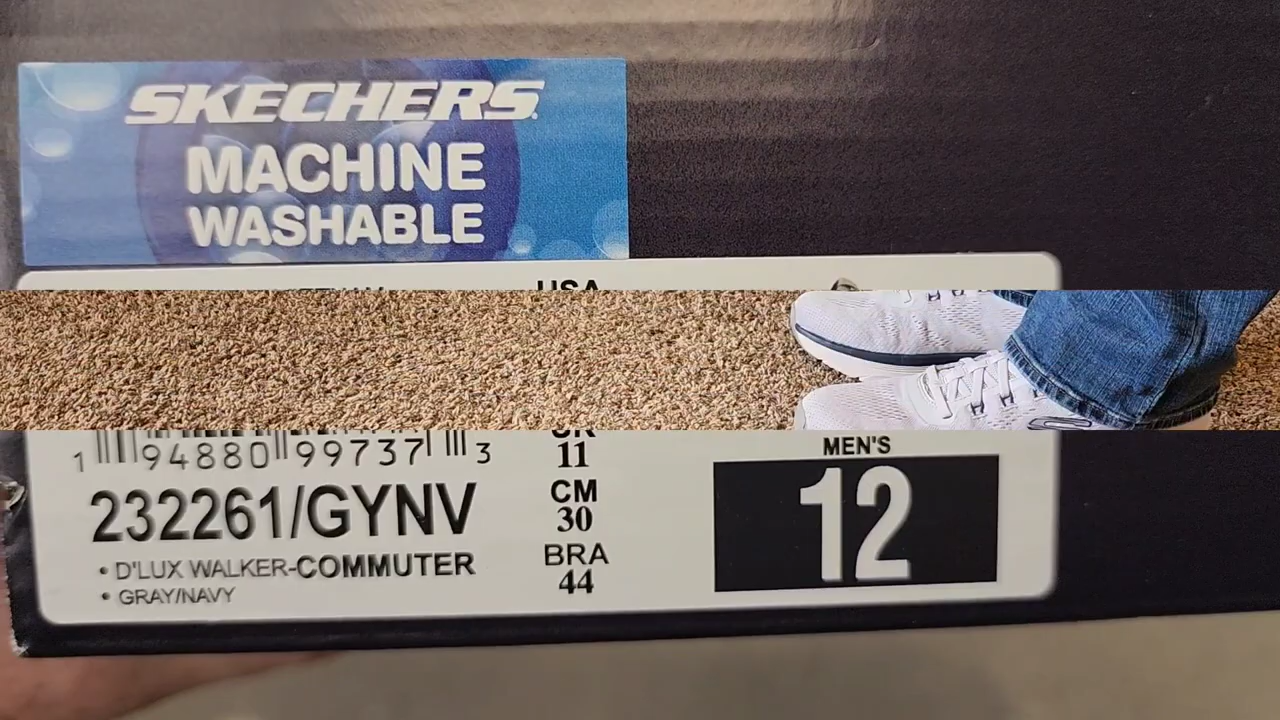 SKECHERS
MACHINE
WASHABLE
USA
1 94880 99737 3
232261/GYNV
• D'LUX WALKER-COMMUTER
• GRAY/NAVY
11
CM
30
BRA
44
MEN'S
12